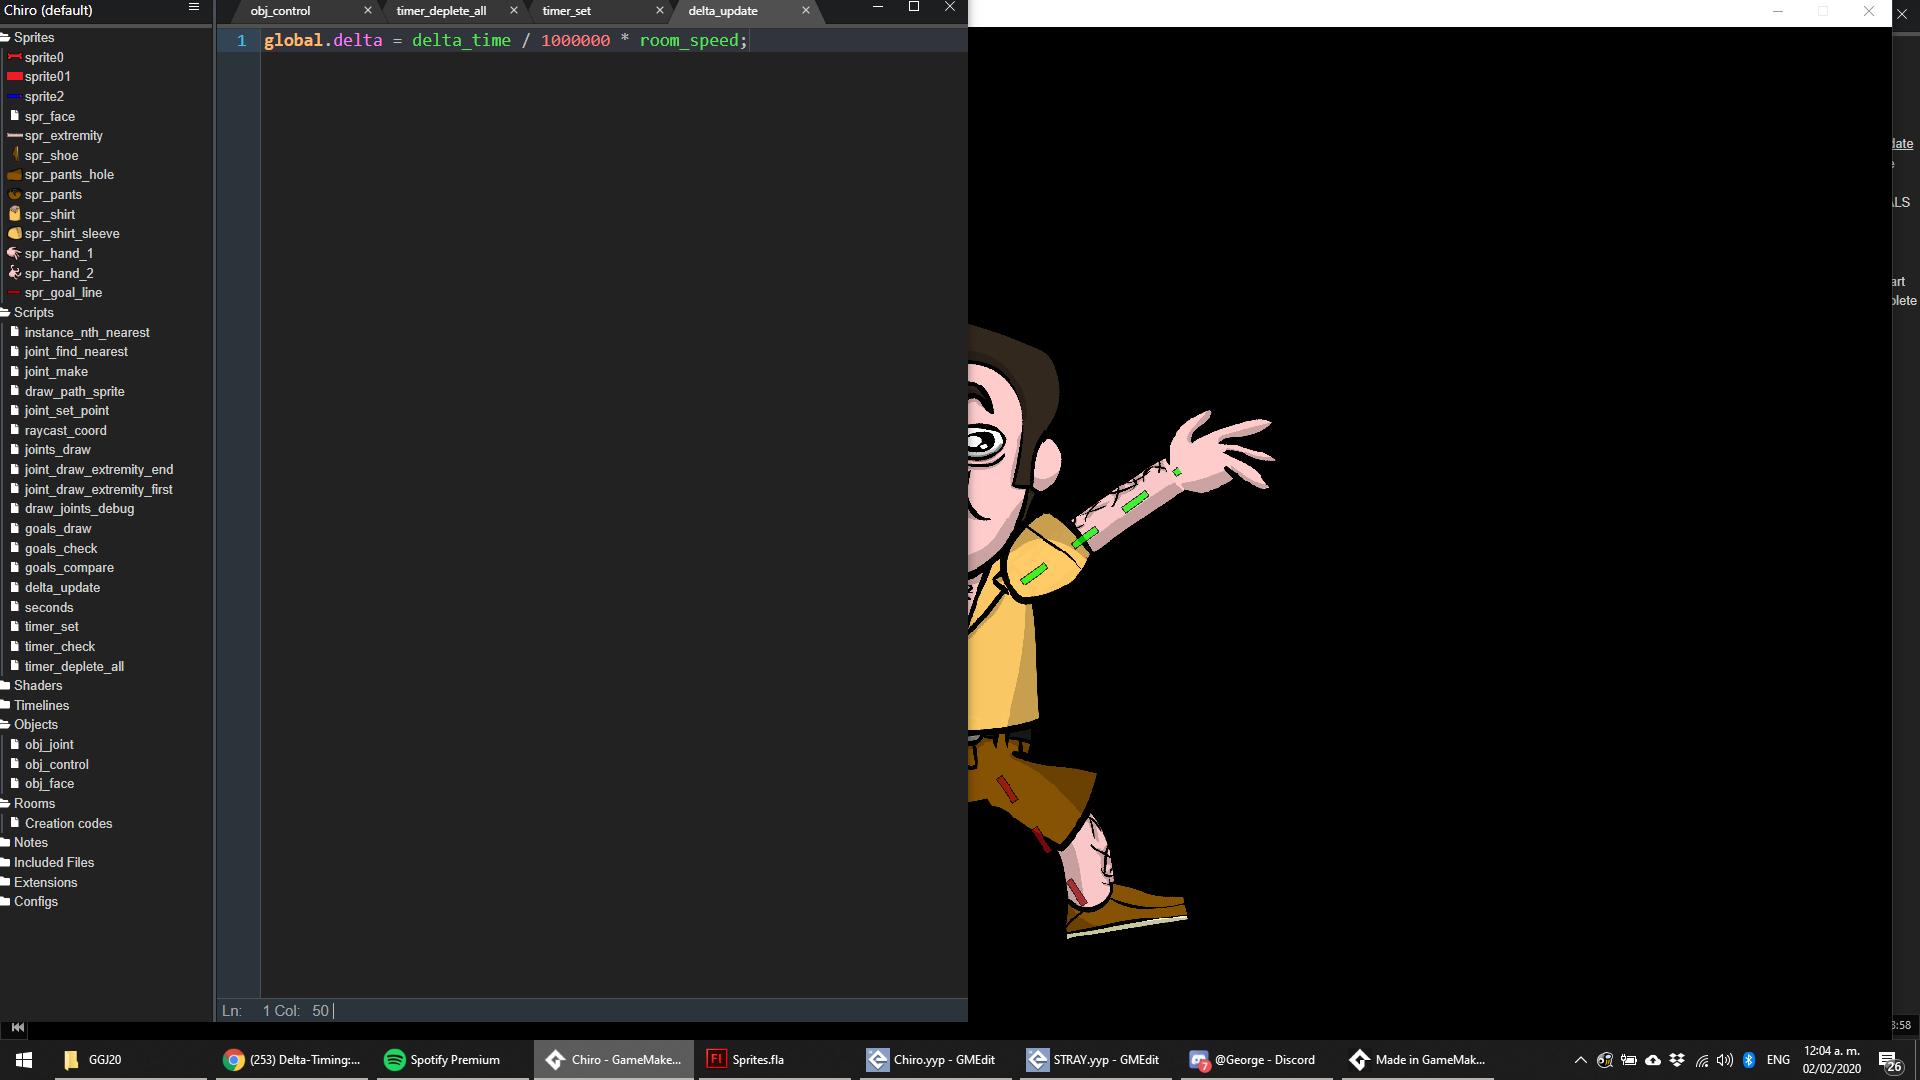 Chiro (default)
Sprites
sprite0
sprite01
sprite2
spr_face
spr_extremity
spr_shoe
spr_pants_hole
spr_pants
spr_shirt
spr_shirt_sleeve
spr_hand_1
spr_hand_2
spr_goal_line
Scripts
instance_nth_nearest
joint_find_nearest
joint_make
draw_path_sprite
joint_set_point
raycast_coord
joints_draw
joint_draw_extremity_end
joint_draw_extremity_first
draw_joints_debug
goals_draw
goals_check
goals_compare
delta_update
seconds
timer_set
timer_check
timer_deplete_all
Shaders
Timelines
Objects
obj_joint
obj_control
obj_face
Rooms
Creation codes
Notes
Included Files
Extensions
Configs
obj_control timer_deplete_all timer_set delta_update
1 global.delta = delta_time / 1000000 * room_speed;
Ln: 1 Col: 50
date
LS
art
plete
3:58
GGJ20 (253) Delta-Timing:... Spotify Premium Chiro - GameMake... Sprites.fla Chiro.yyp - GMEdit STRAY.yyp - GMEdit @George - Discord Made in GameMak... ENG
12:04 a. m.
02/02/2020
26